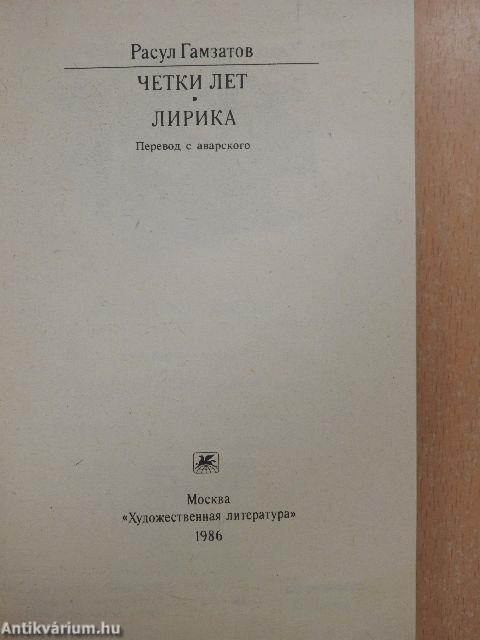 Расул Гамзатов
ЧЕТКИ ЛЕТ
•
ЛИРИКА
Перевод с аварского
Москва
«Художественная литература»
1986
Antikvárium.hu